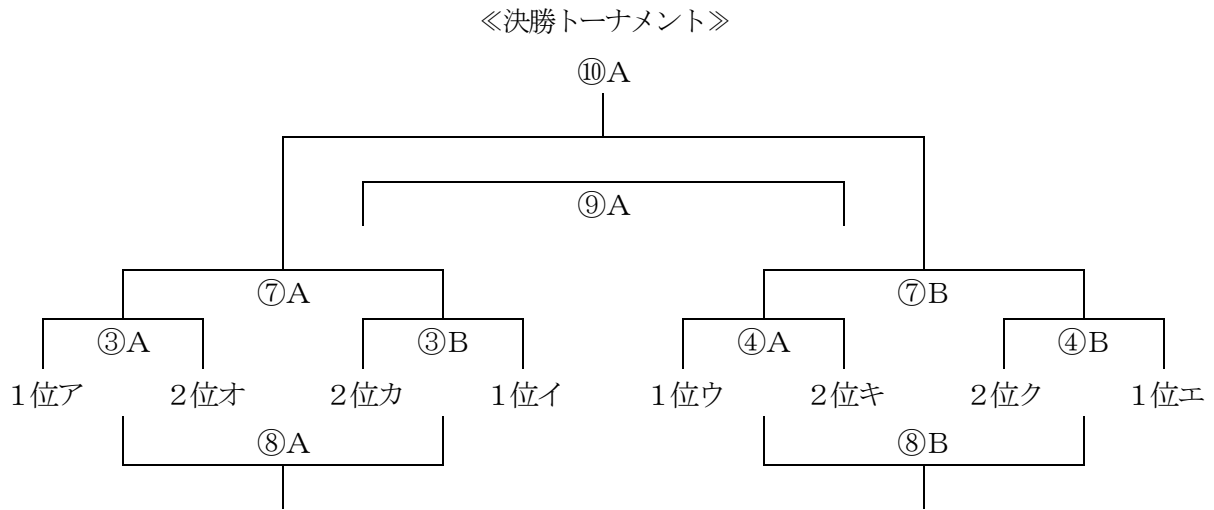 ≪決勝トーナメント≫
⑩A
⑨A
⑦A ⑦B
③A ③B ④A ④B
1位ア 2位オ 2位カ 1位イ 1位ウ 2位キ 2位ク 1位エ
⑧A ⑧B